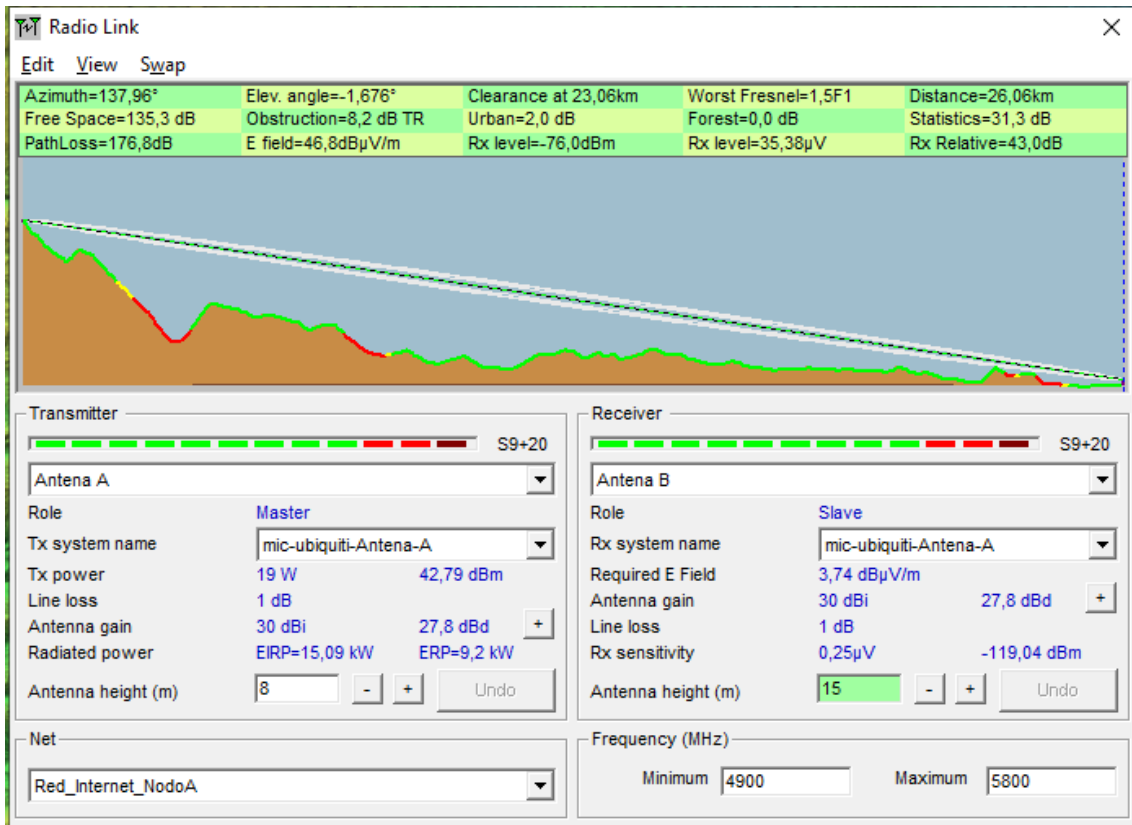 Radio Link
Edit View Swap
Azimuth=137,96° Elev. angle=-1,676° Clearance at 23,06km Worst Fresnel=1,5F1 Distance=26,06km
Free Space=135,3 dB Obstruction=8,2 dB TR Urban=2,0 dB Forest=0,0 dB Statistics=31,3 dB
PathLoss=176,8dB E field=46,8dBµV/m Rx level=-76,0dBm Rx level=35,38µV Rx Relative=43,0dB
Transmitter
S9+20
Antena A
Role Master
Tx system name mic-ubiquiti-Antena-A
Tx power 19 W 42,79 dBm
Line loss 1 dB
Antenna gain 30 dBi 27,8 dBd +
Radiated power EIRP=15,09 kW ERP=9,2 kW
Antenna height (m) 8 - + Undo
Receiver
S9+20
Antena B
Role Slave
Rx system name mic-ubiquiti-Antena-A
Required E Field 3,74 dBµV/m
Antenna gain 30 dBi 27,8 dBd +
Line loss 1 dB
Rx sensitivity 0,25µV -119,04 dBm
Antenna height (m) 15 - + Undo
Net
Red_Internet_NodoA
Frequency (MHz)
Minimum 4900 Maximum 5800